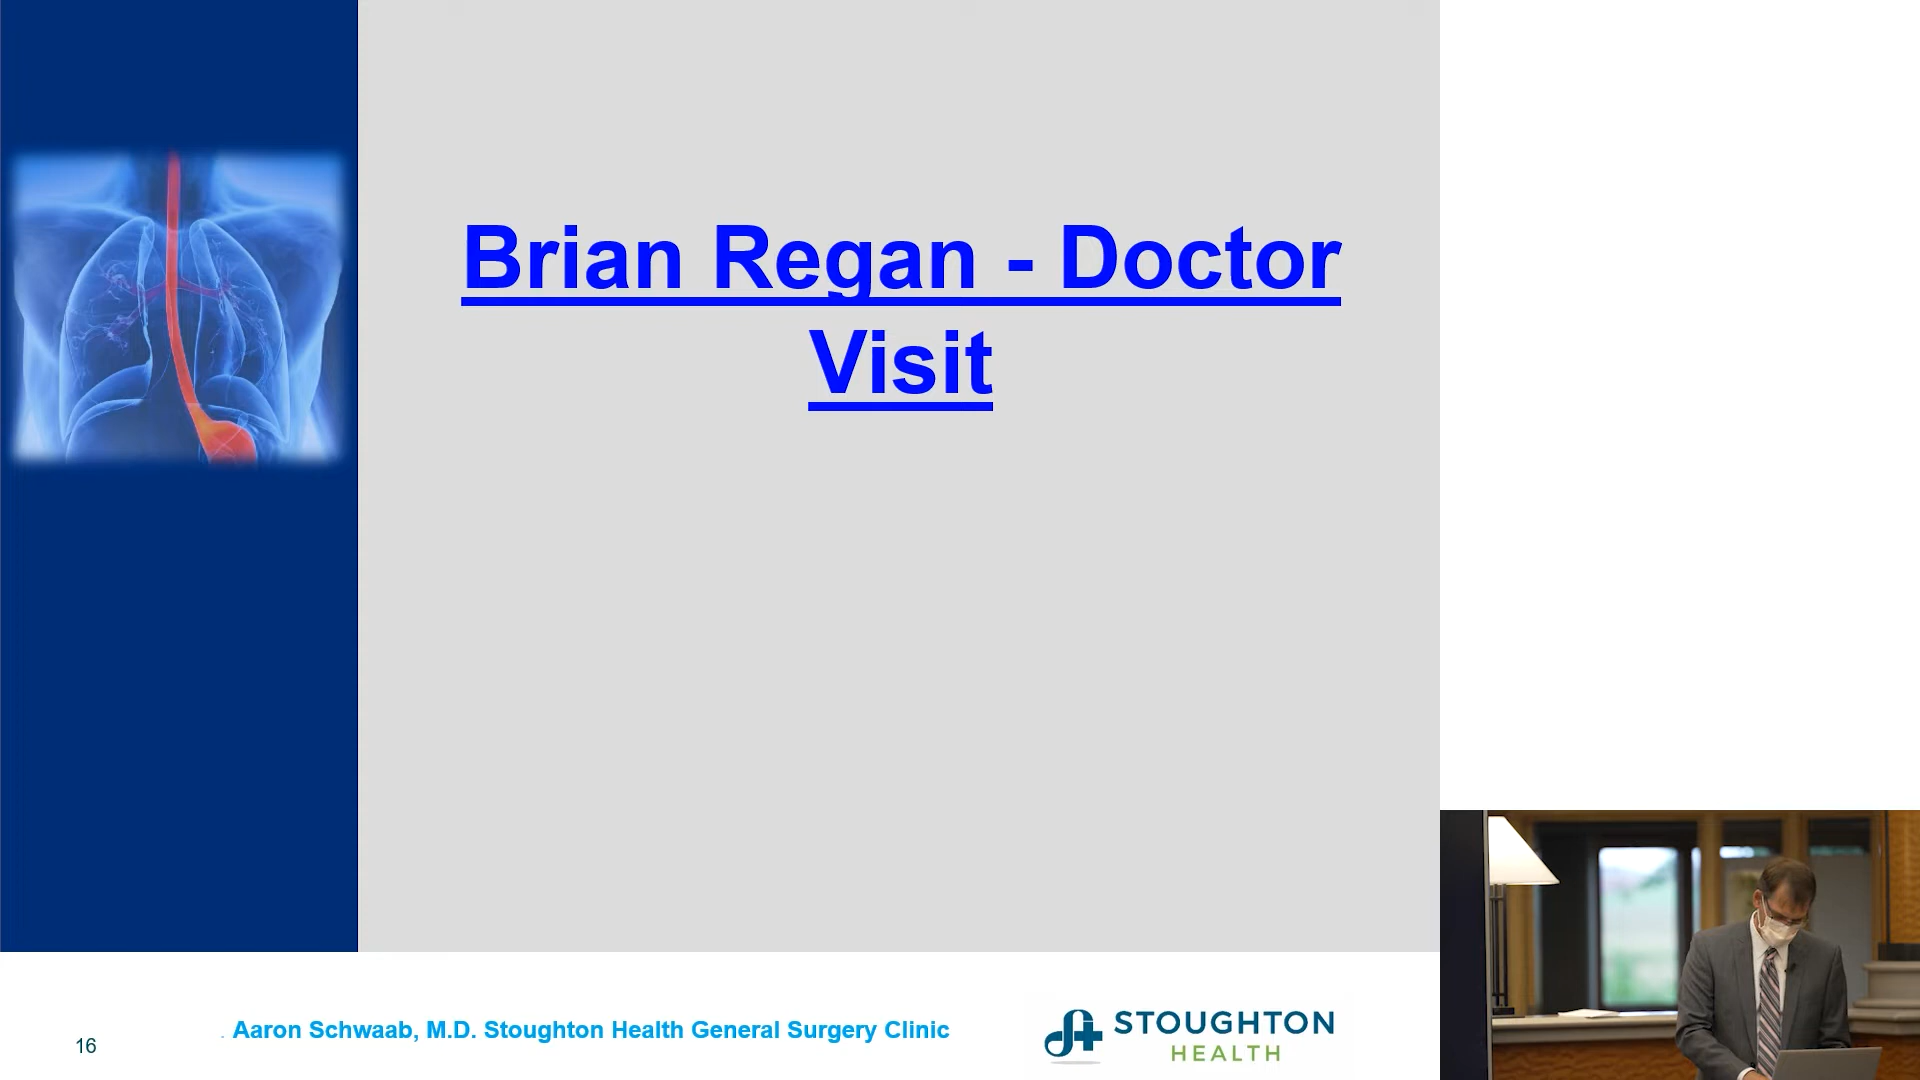 Brian Regan - Doctor
Visit
16
. Aaron Schwaab, M.D. Stoughton Health General Surgery Clinic
STOUGHTON
HEALTH